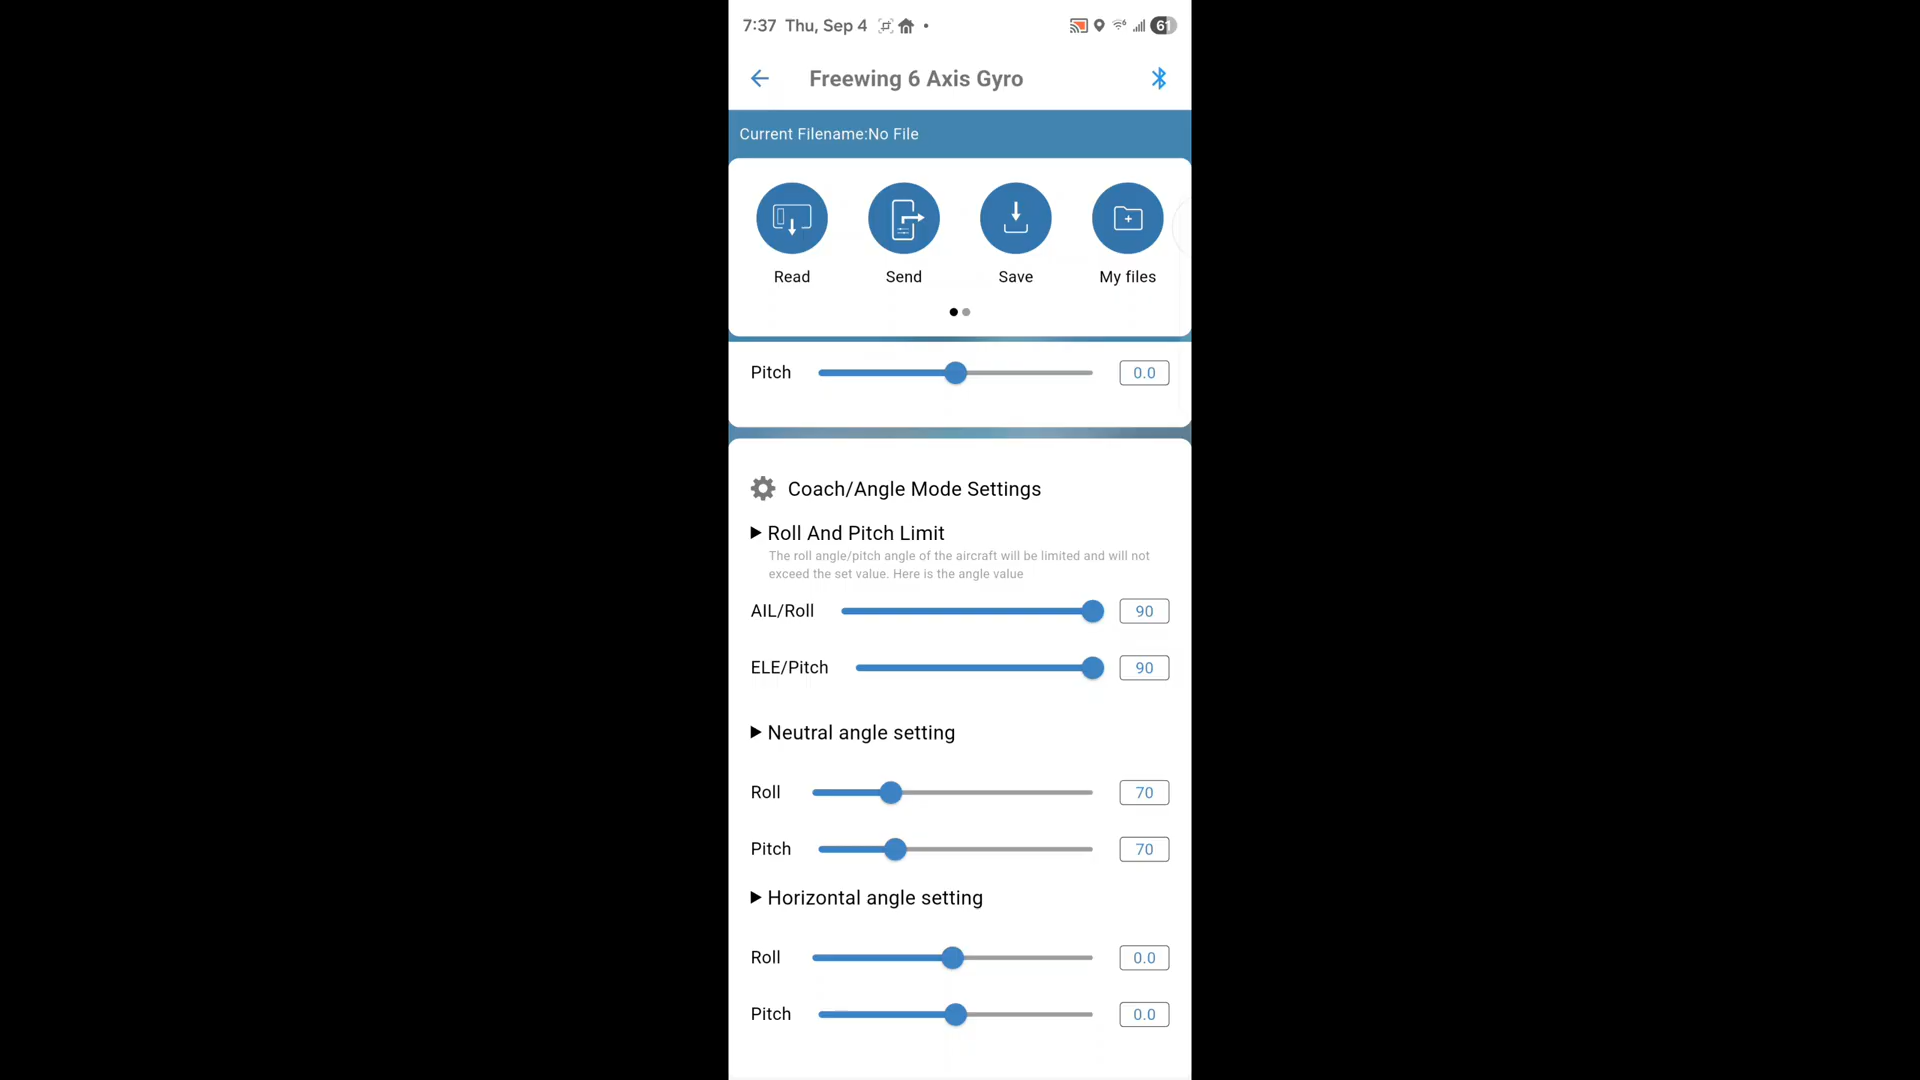 7:37 Thu, Sep 4
61
Freewing 6 Axis Gyro
Current Filename:No File
Read Send Save My files
Pitch 0.0
Coach/Angle Mode Settings
Roll And Pitch Limit
The roll angle/pitch angle of the aircraft will be limited and will not
exceed the set value. Here is the angle value
AIL/Roll 90
ELE/Pitch 90
Neutral angle setting
Roll 70
Pitch 70
Horizontal angle setting
Roll 0.0
Pitch 0.0